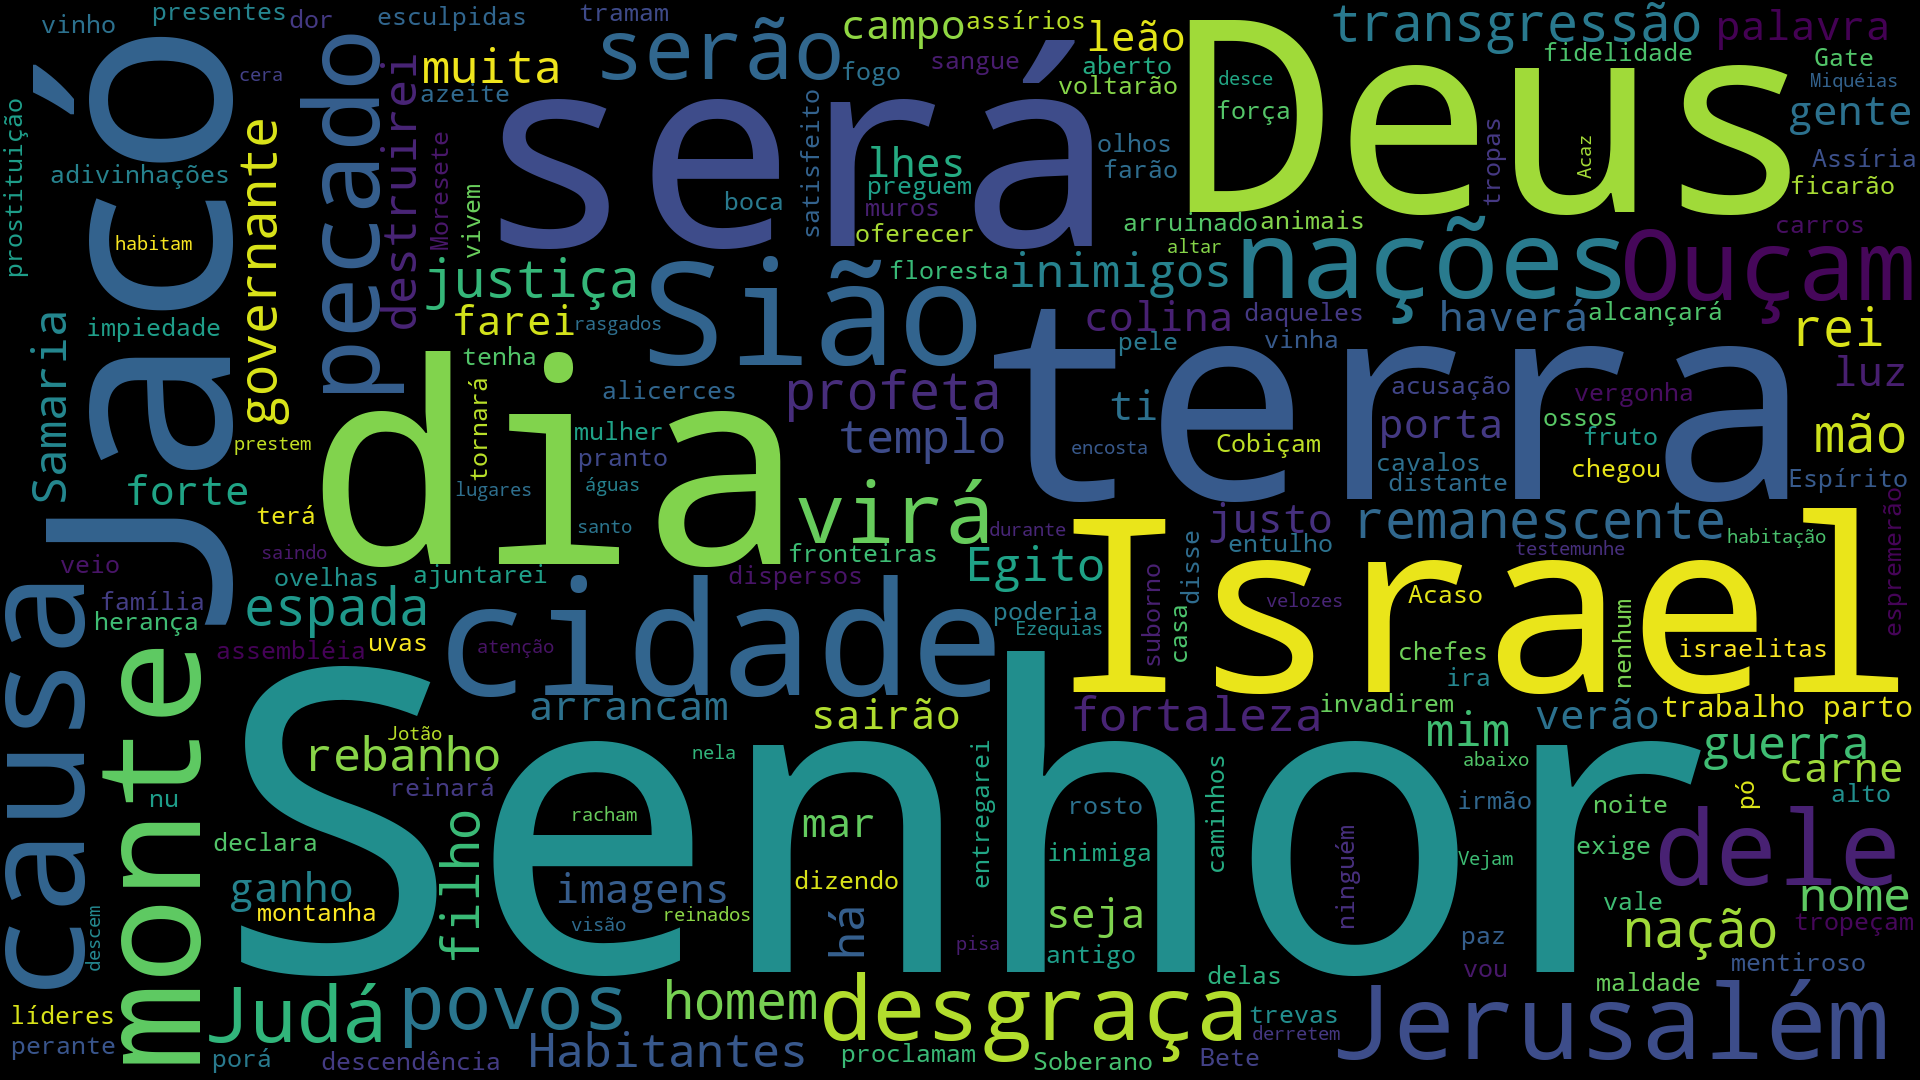 vinho
presentes
dor
esculpidas
tramam
serão
campo
assírios
leão
transgressão
palavra
cera
muita
azeite
fogo
sangue
aberto
voltarão
Deus
desce
força
fidelidade
Gate
Miquéias
gente
Jacó
pecado
destruirei
será
prostituição
adivinhações
habitam
governante
Moresete
vivem
boca
satisfeito
lhes
preguem
muros
oferecer
olhos
farão
tropas
Acaz
Assíria
ficarão
arruinado
animais
altar
carros
justiça
Sião
floresta
inimigos
nações
Ouçam
Samaria
impiedade
farei
rasgados
tenha
colina
daqueles
haverá
alcançará
rei
pele
vinha
terra
alicerces
profeta
templo
ti
acusação
vergonha
luz
dia
tornará
mulher
pranto
prestem
encosta
Cobiçam
porta
ossos
fruto
mão
cavalos
chegou
distante
Espírito
forte
lugares
águas
santo
virá
terá
saindo
durante
justo
remanescente
entulho
testemunhe
habitação
espremerão
veio
ovelhas
ajuntarei
fronteiras
dispersos
Egito
disse
Israel
família
herança
espada
cidade
poderia
Ezequias
suborno
casa
velozes
Acaso
nenhum
israelitas
causa
monte
assembléia
uvas
atenção
chefes
ira
arrancam
sairão
fortaleza
invadirem
mim
verão
trabalho parto
Senhor
rebanho
Jotão
reinará
nela
abaixo
guerra
carne
nu
filho
racham
mar
entregarei
rosto
caminhos
irmão
noite
pó
alto
declara
inimiga
ninguém
Vejam
exige
dele
ganho
montanha
imagens
visão
reinados
dizendo
há
seja
vale
nome
descem
pisa
antigo
paz
nação
tropeçam
mentiroso
líderes
perante
Judá
povos
homem
desgraça
delas
vou
maldade
trevas
derretem
Jerusalém
porá
descendência
Habitantes
proclamam
Soberano
Bete